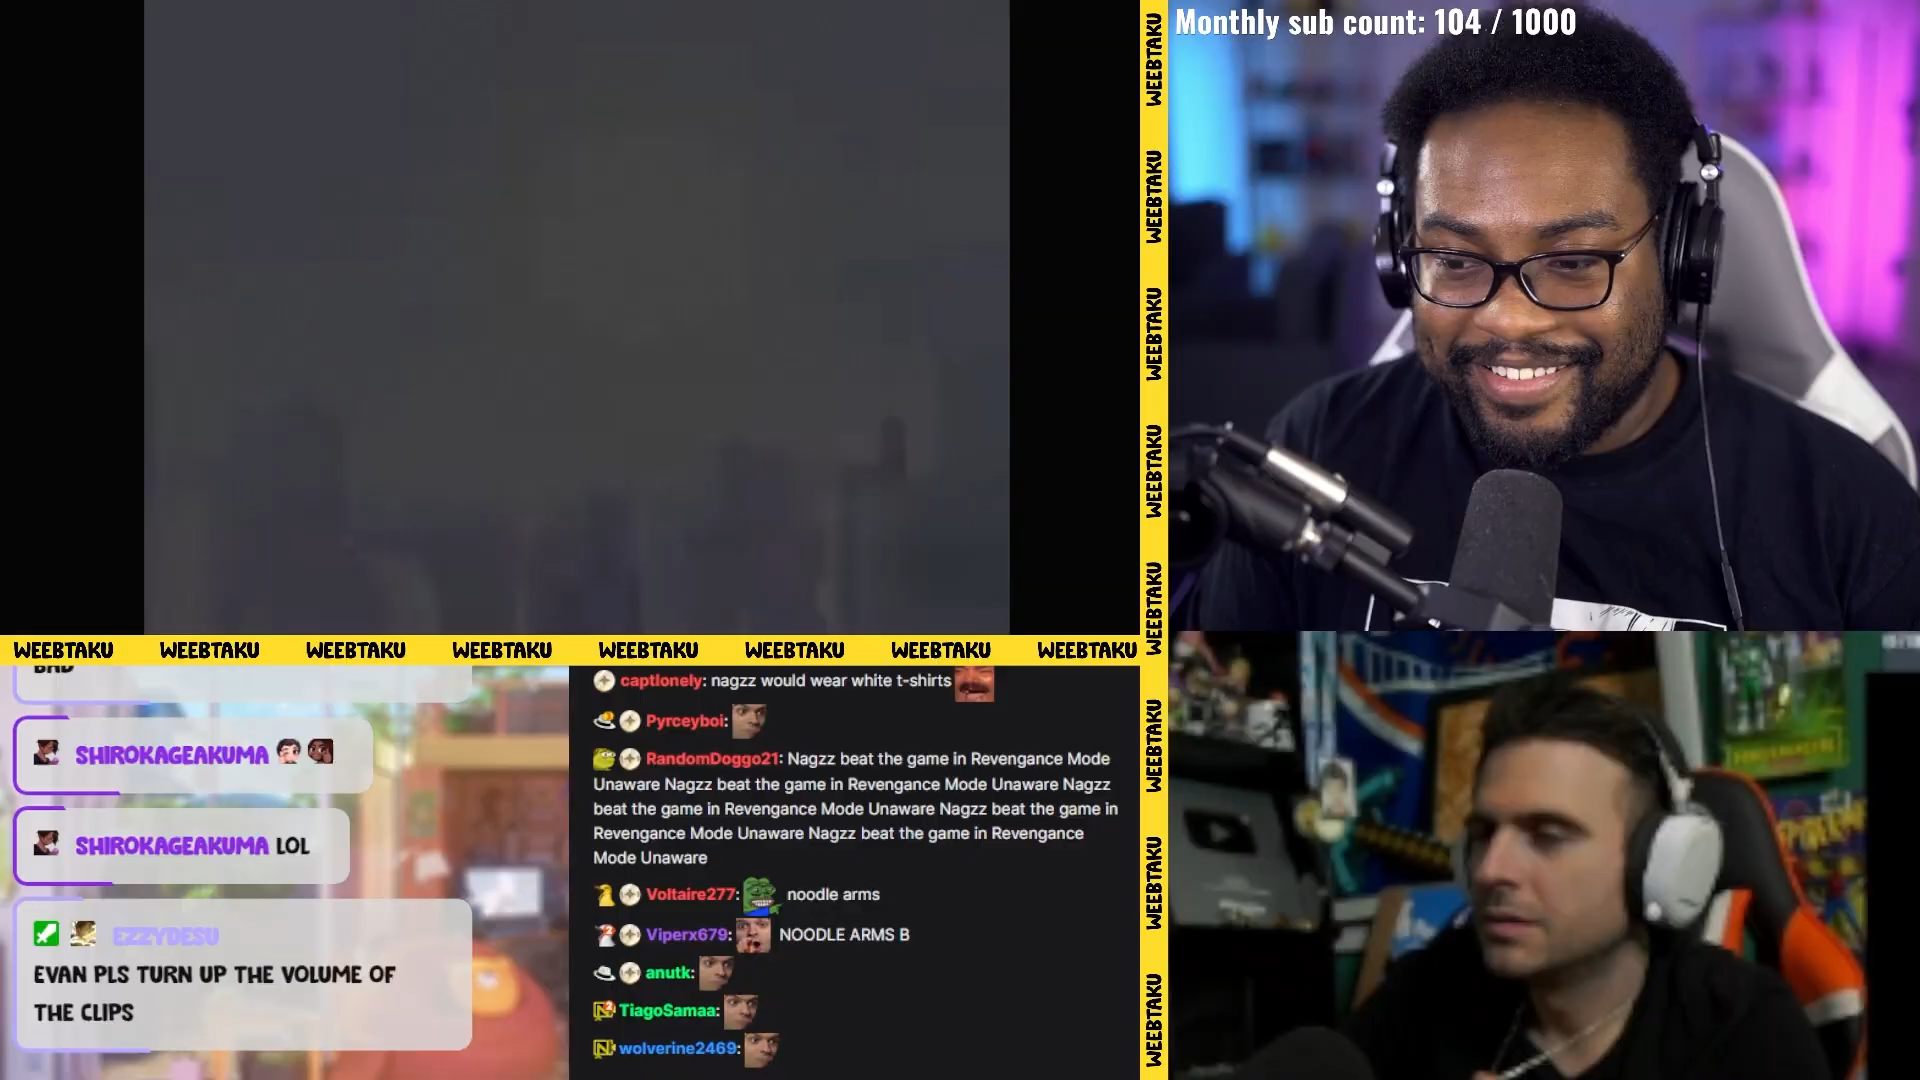 Monthly sub count: 104 / 1000
WEEBTAKU
WEEBTAKU
WEEBTAKU
WEEBTAKU
WEEBTAKU
WEEBTAKU
WEEBTAKU
WEEBTAKU
WEEBTAKU WEEBTAKU WEEBTAKU WEEBTAKU WEEBTAKU WEEBTAKU WEEBTAKU WEEBTAKU
BAD
SHIROKAGEAKUMA
SHIROKAGEAKUMA LOL
EZZYDESU
EVAN PLS TURN UP THE VOLUME OF
THE CLIPS
captlonely: nagzz would wear white t-shirts
Pyrceyboi:
RandomDoggo21: Nagzz beat the game in Revengance Mode
Unaware Nagzz beat the game in Revengance Mode Unaware Nagzz
beat the game in Revengance Mode Unaware Nagzz beat the game in
Revengance Mode Unaware Nagzz beat the game in Revengance
Mode Unaware
Voltaire277: noodle arms
Viperx679: NOODLE ARMS B
anutk:
TiagoSamaa:
wolverine2469: